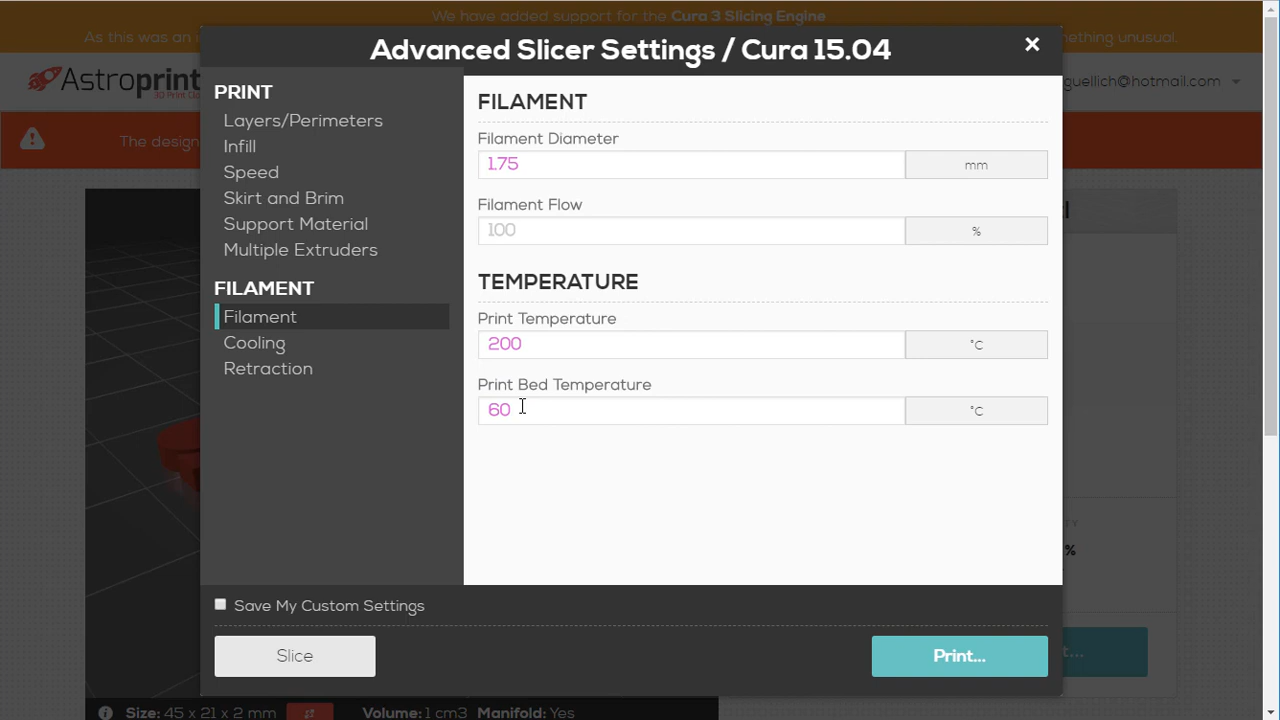 We have added support for the Cura 3 Slicing Engine
As this was an
mething unusual.
Advanced Slicer Settings / Cura 15.04
Astroprint
3D Print Clo
guellich@hotmail.com
PRINT
Layers/Perimeters
Infill
Speed
Skirt and Brim
Support Material
Multiple Extruders
FILAMENT
Filament
Cooling
Retraction
The design
FILAMENT
Filament Diameter
1.75 mm
Filament Flow
100 %
TEMPERATURE
Print Temperature
200 °C
Print Bed Temperature
60 °C
%
Save My Custom Settings
Slice
Print...
Size: 45 x 21 x 2 mm Volume: 1 cm3 Manifold: Yes